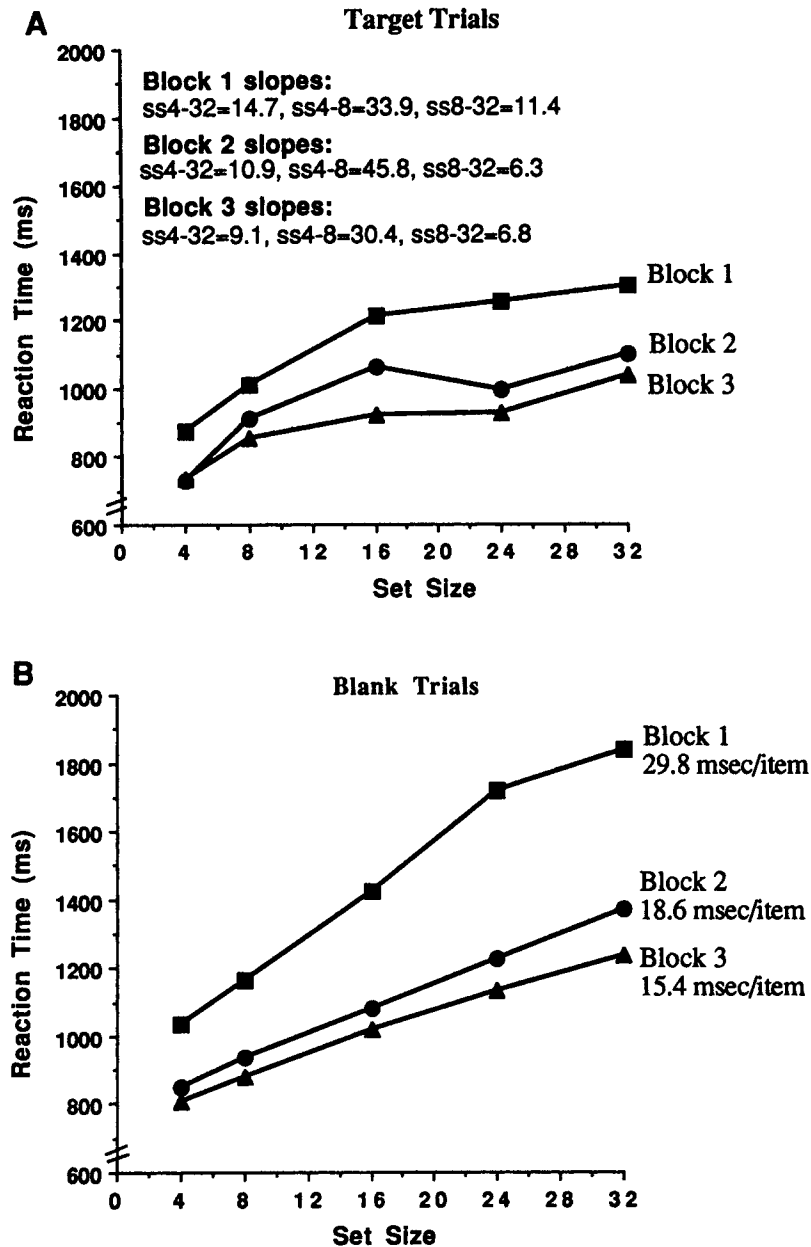 A
Target Trials
2000
1800
1600
1400
1200
1000
800
600
Reaction Time (ms)
Block 1 slopes:
ss4-32=14.7, ss4-8=33.9, ss8-32=11.4
Block 2 slopes:
ss4-32=10.9, ss4-8=45.8, ss8-32=6.3
Block 3 slopes:
ss4-32=9.1, ss4-8=30.4, ss8-32=6.8
Block 1
Block 2
Block 3
0 4 8 12 16 20 24 28 32
Set Size
B
Blank Trials
2000
1800
1600
1400
1200
1000
800
600
Reaction Time (ms)
Block 1
29.8 msec/item
Block 2
18.6 msec/item
Block 3
15.4 msec/item
0 4 8 12 16 20 24 28 32
Set Size